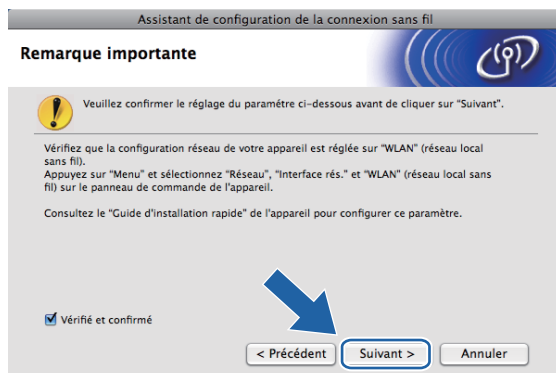 Assistant de configuration de la connexion sans fil
Remarque importante
Veuillez confirmer le réglage du paramétre ci-dessous avant de cliquer sur "Suivant".
Vérifiez que la configuration réseau de votre appareil est réglée sur "WLAN" (réseau local
sans fil).
Appuyez sur "Menu" et sélectionnez "Réseau", "Interface rés." et "WLAN" (réseau local sans
fil) sur le panneau de commande de l'appareil.
Consultez le "Guide d'installation rapide" de l'appareil pour configurer ce paramètre.
Vérifié et confirmé
< Précédent
Suivant >
Annuler